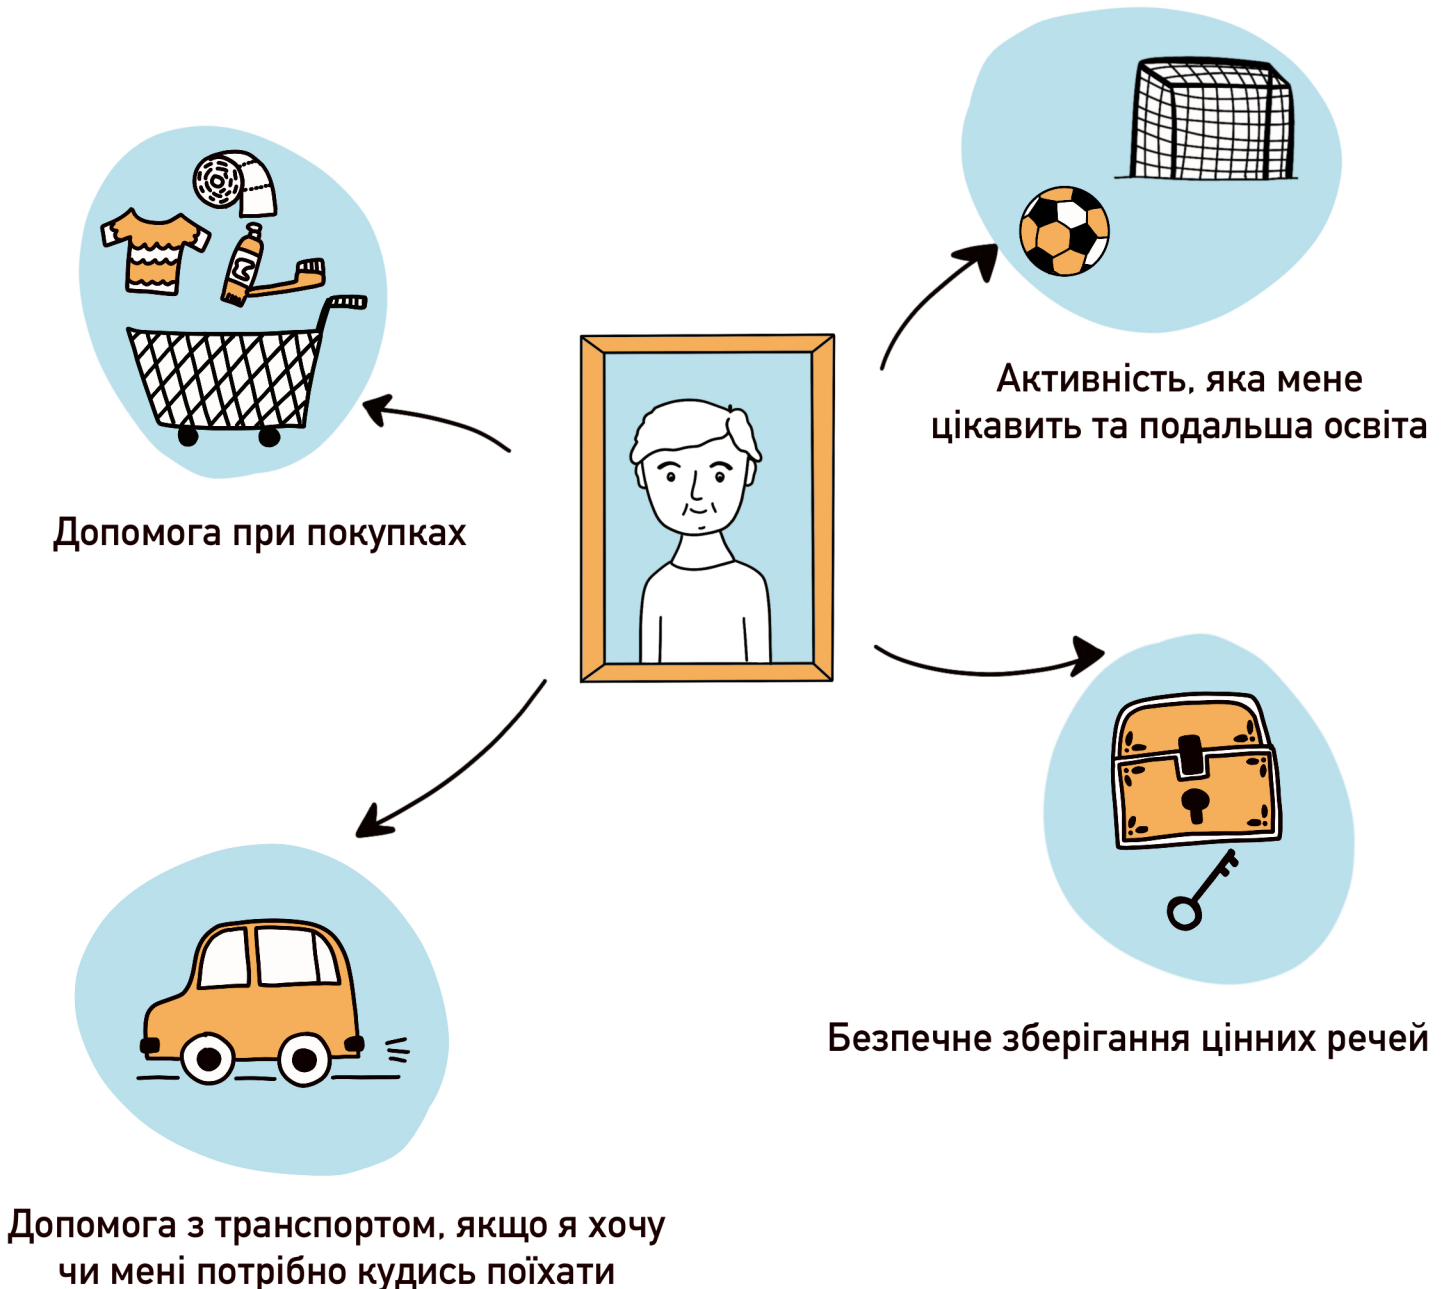 Активність, яка мене
цікавить та подальша освіта
Допомога при покупках
Безпечне зберігання цінних речей
Допомога з транспортом, якщо я хочу
чи мені потрібно кудись поїхати